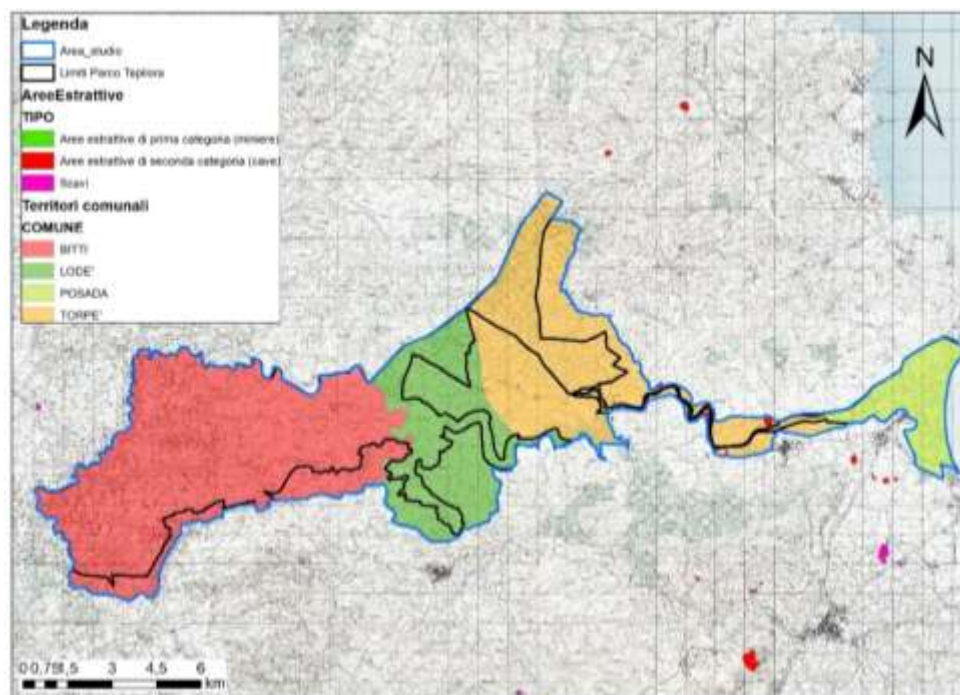 Legenda
Area_studio
Limiti Parco Tepilora
AreeEstrattive
TIPO
Aree estrattive di prima categoria (miniere)
Aree estrattive di seconda categoria (cave)
Scavi
Territori comunali
COMUNE
BITTI
LODE'
POSADA
TORPE'
N
0 0,75 1,5 3 4,5 6
km